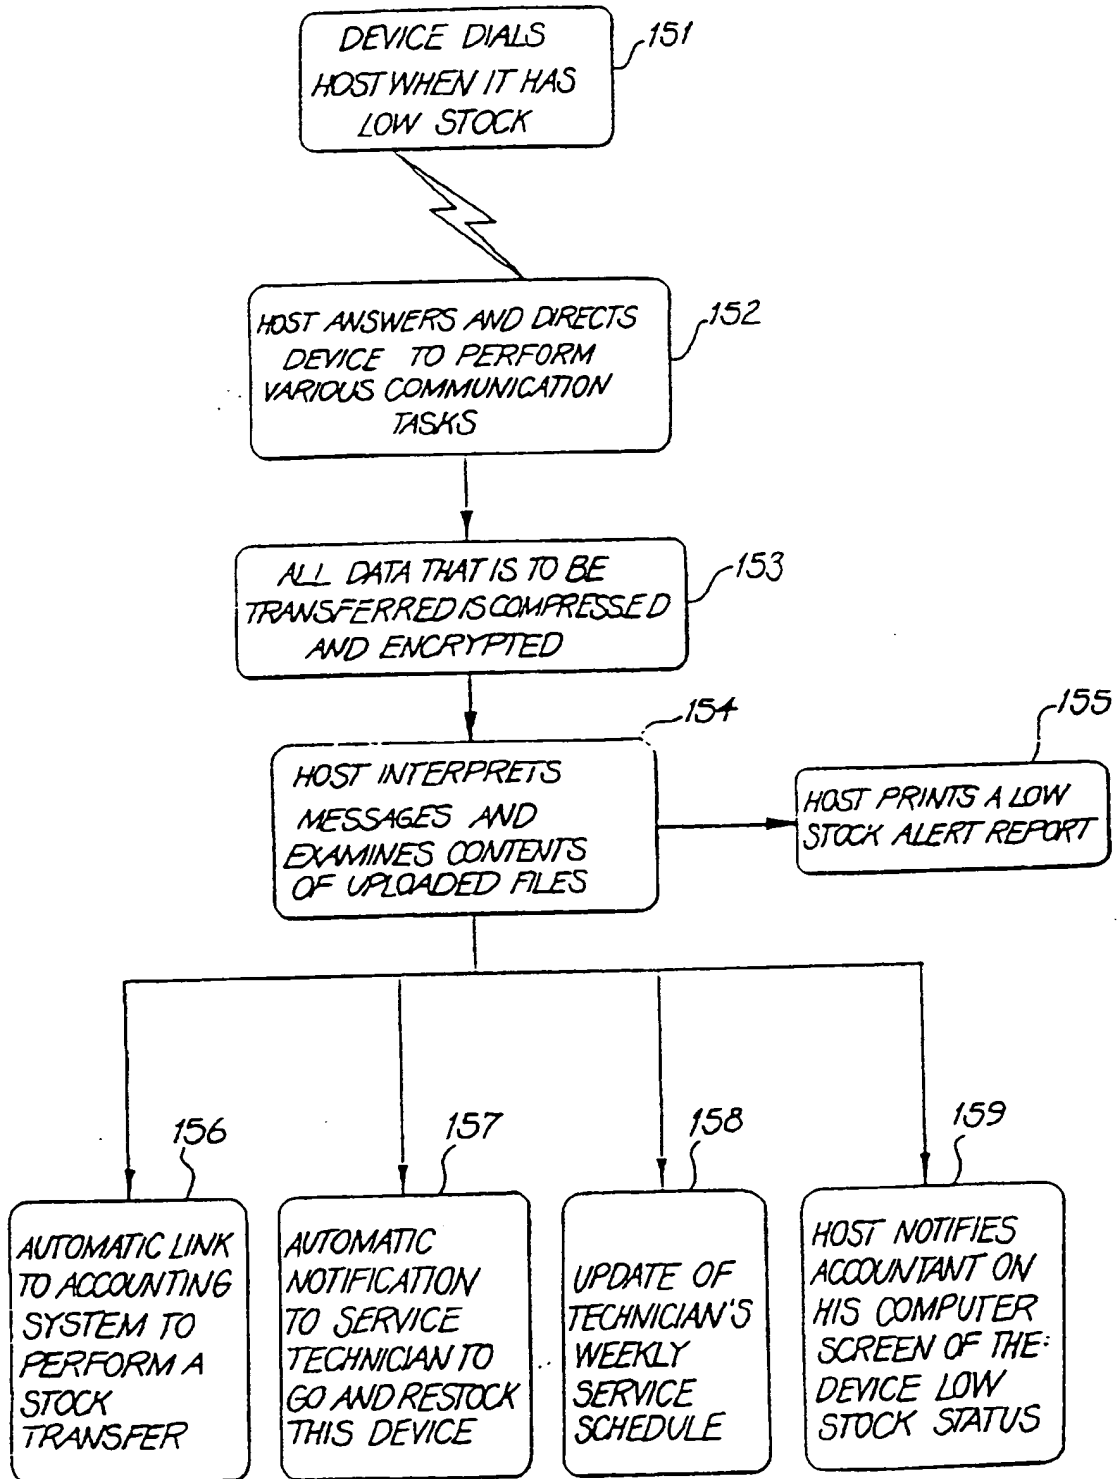 DEVICE DIALS
HOST WHEN IT HAS
LOW STOCK
151
HOST ANSWERS AND DIRECTS
DEVICE TO PERFORM
VARIOUS COMMUNICATION
TASKS
152
ALL DATA THAT IS TO BE
TRANSFERRED IS COMPRESSED
AND ENCRYPTED
153
HOST INTERPRETS
MESSAGES AND
EXAMINES CONTENTS
OF UPLOADED FILES
154
HOST PRINTS A LOW
STOCK ALERT REPORT
155
156
AUTOMATIC LINK
TO ACCOUNTING
SYSTEM TO
PERFORM A
STOCK
TRANSFER
157
AUTOMATIC
NOTIFICATION
TO SERVICE
TECHNICIAN TO
GO AND RESTOCK
THIS DEVICE
158
UPDATE OF
TECHNICIAN'S
WEEKLY
SERVICE
SCHEDULE
159
HOST NOTIFIES
ACCOUNTANT ON
HIS COMPUTER
SCREEN OF THE
DEVICE LOW
STOCK STATUS